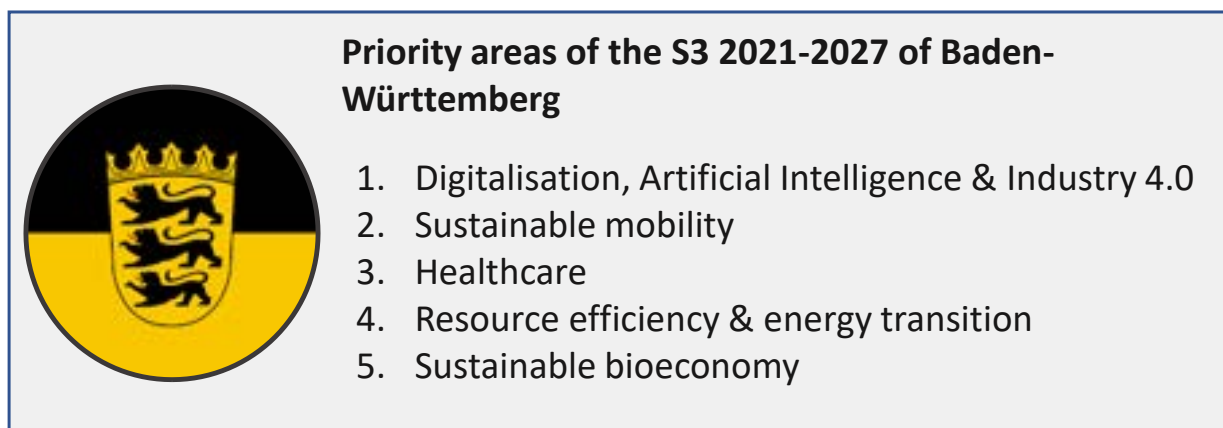 Priority areas of the S3 2021-2027 of Baden-
Württemberg
1. Digitalisation, Artificial Intelligence & Industry 4.0
2. Sustainable mobility
3. Healthcare
4. Resource efficiency & energy transition
5. Sustainable bioeconomy